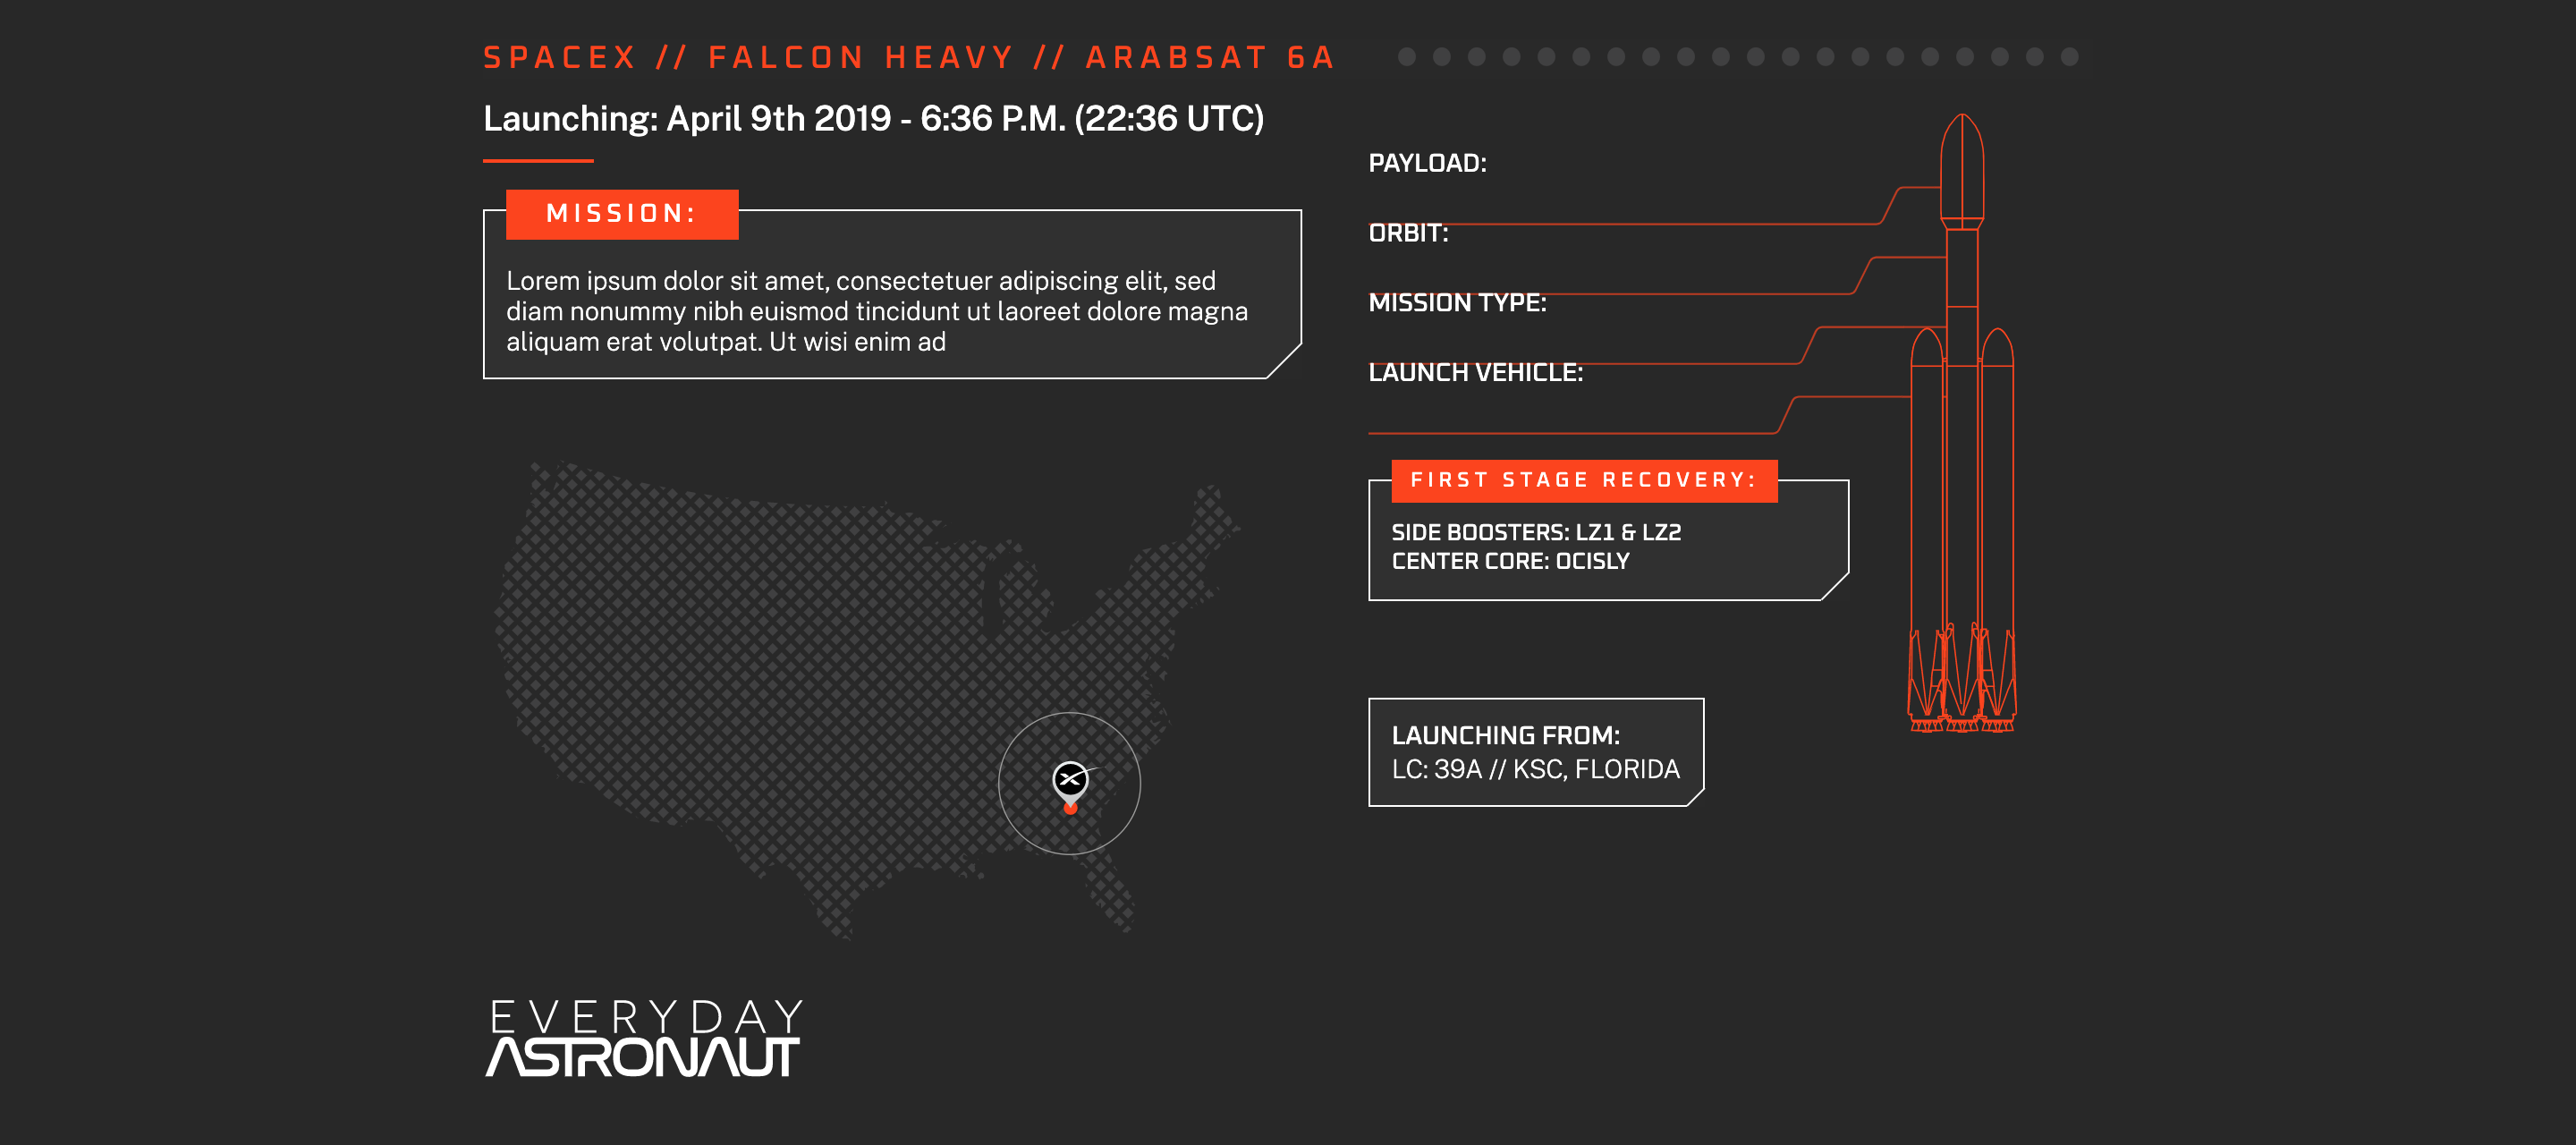 SPACEX // FALCON HEAVY // ARABSAT 6A
Launching: April 9th 2019 - 6:36 P.M. (22:36 UTC)
MISSION:
Lorem ipsum dolor sit amet, consectetuer adipiscing elit, sed
diam nonummy nibh euismod tincidunt ut laoreet dolore magna
aliquam erat volutpat. Ut wisi enim ad
PAYLOAD:
ORBIT:
MISSION TYPE:
LAUNCH VEHICLE:
FIRST STAGE RECOVERY:
SIDE BOOSTERS: LZ1 & LZ2
CENTER CORE: OCISLY
LAUNCHING FROM:
LC: 39A // KSC, FLORIDA
EVERYDAY
ASTRONAUT